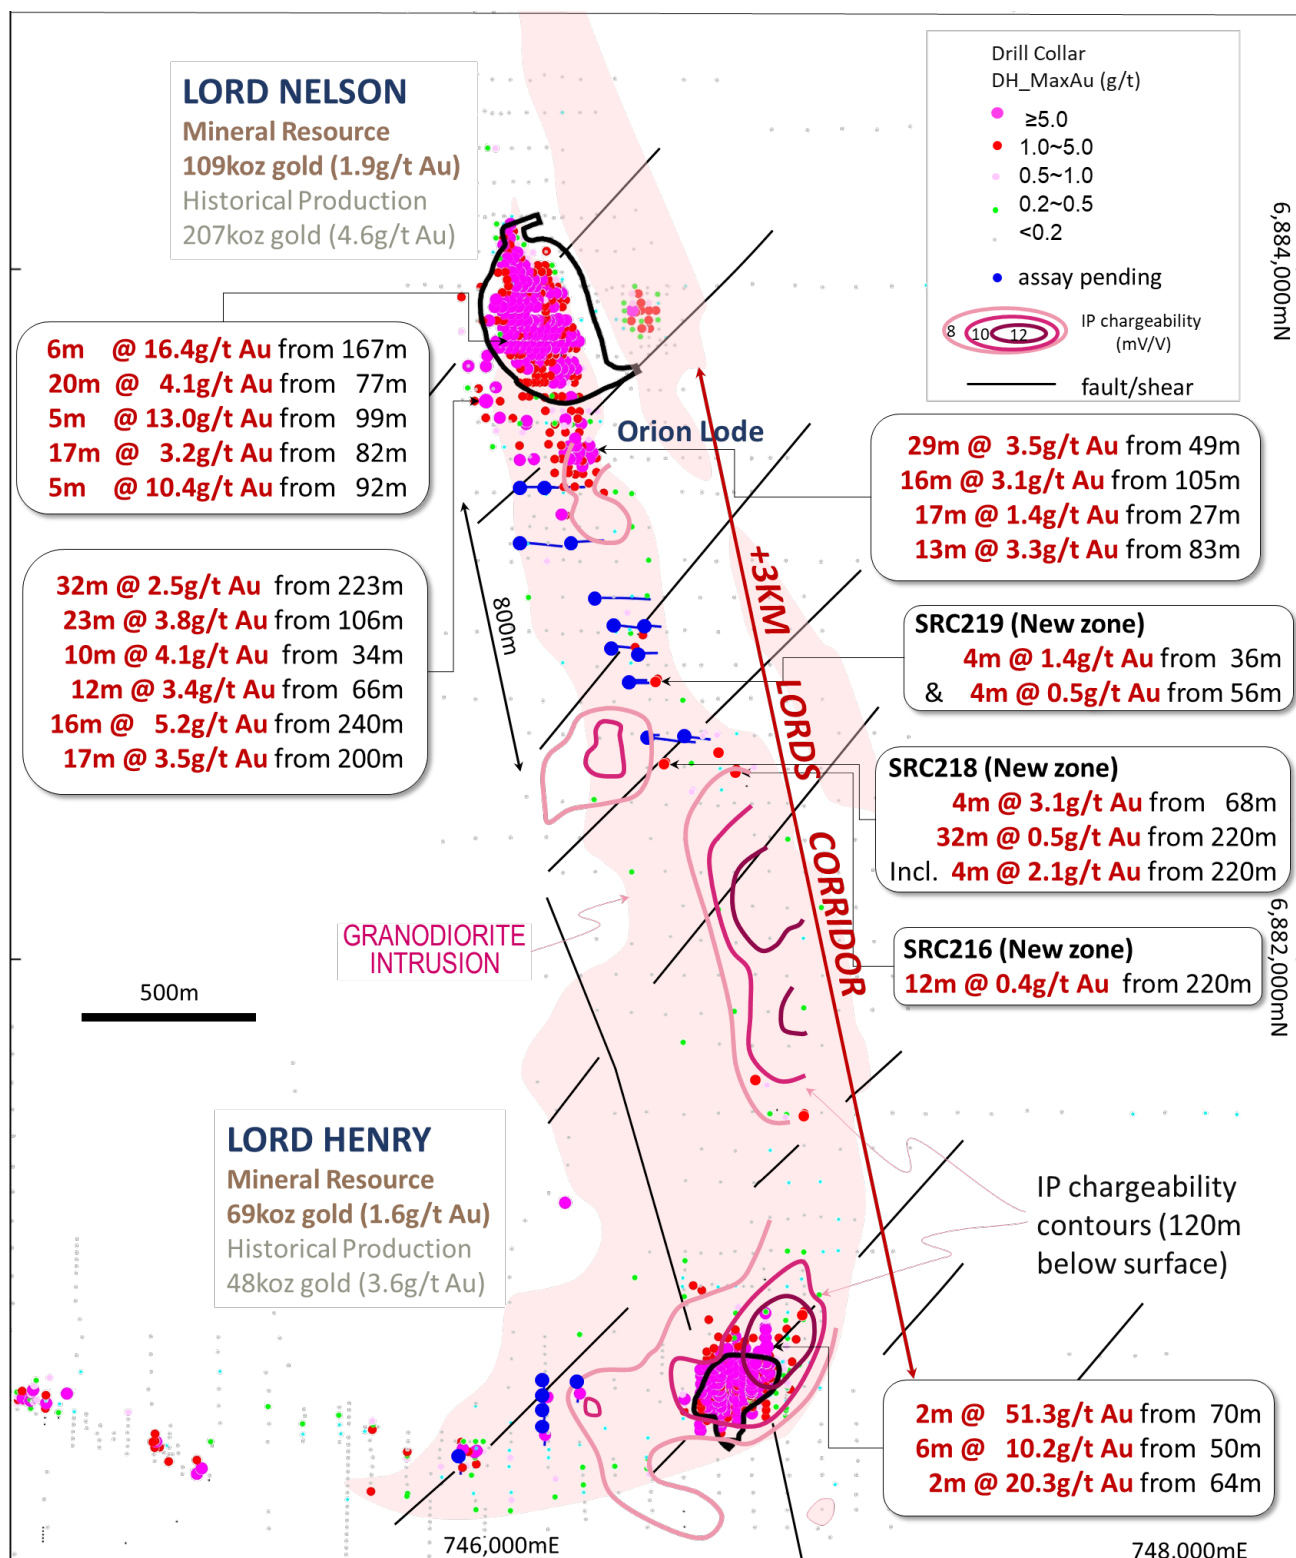 LORD NELSON
Mineral Resource
109koz gold (1.9g/t Au)
Historical Production
207koz gold (4.6g/t Au)
Drill Collar
DH_MaxAu (g/t)
≥5.0
1.0~5.0
0.5~1.0
0.2~0.5
<0.2
assay pending
8 10 12
IP chargeability
(mV/V)
fault/shear
6,884,000mN
6m @ 16.4g/t Au from 167m
20m @ 4.1g/t Au from 77m
5m @ 13.0g/t Au from 99m
17m @ 3.2g/t Au from 82m
5m @ 10.4g/t Au from 92m
Orion Lode
29m @ 3.5g/t Au from 49m
16m @ 3.1g/t Au from 105m
17m @ 1.4g/t Au from 27m
13m @ 3.3g/t Au from 83m
32m @ 2.5g/t Au from 223m
23m @ 3.8g/t Au from 106m
10m @ 4.1g/t Au from 34m
12m @ 3.4g/t Au from 66m
16m @ 5.2g/t Au from 240m
17m @ 3.5g/t Au from 200m
800m
+3KM LORDS CORRIDOR
SRC219 (New zone)
4m @ 1.4g/t Au from 36m
& 4m @ 0.5g/t Au from 56m
SRC218 (New zone)
4m @ 3.1g/t Au from 68m
32m @ 0.5g/t Au from 220m
Incl. 4m @ 2.1g/t Au from 220m
6,882,000mN
GRANODIORITE
INTRUSION
SRC216 (New zone)
12m @ 0.4g/t Au from 220m
500m
LORD HENRY
Mineral Resource
69koz gold (1.6g/t Au)
Historical Production
48koz gold (3.6g/t Au)
IP chargeability
contours (120m
below surface)
2m @ 51.3g/t Au from 70m
6m @ 10.2g/t Au from 50m
2m @ 20.3g/t Au from 64m
746,000mE
748,000mE